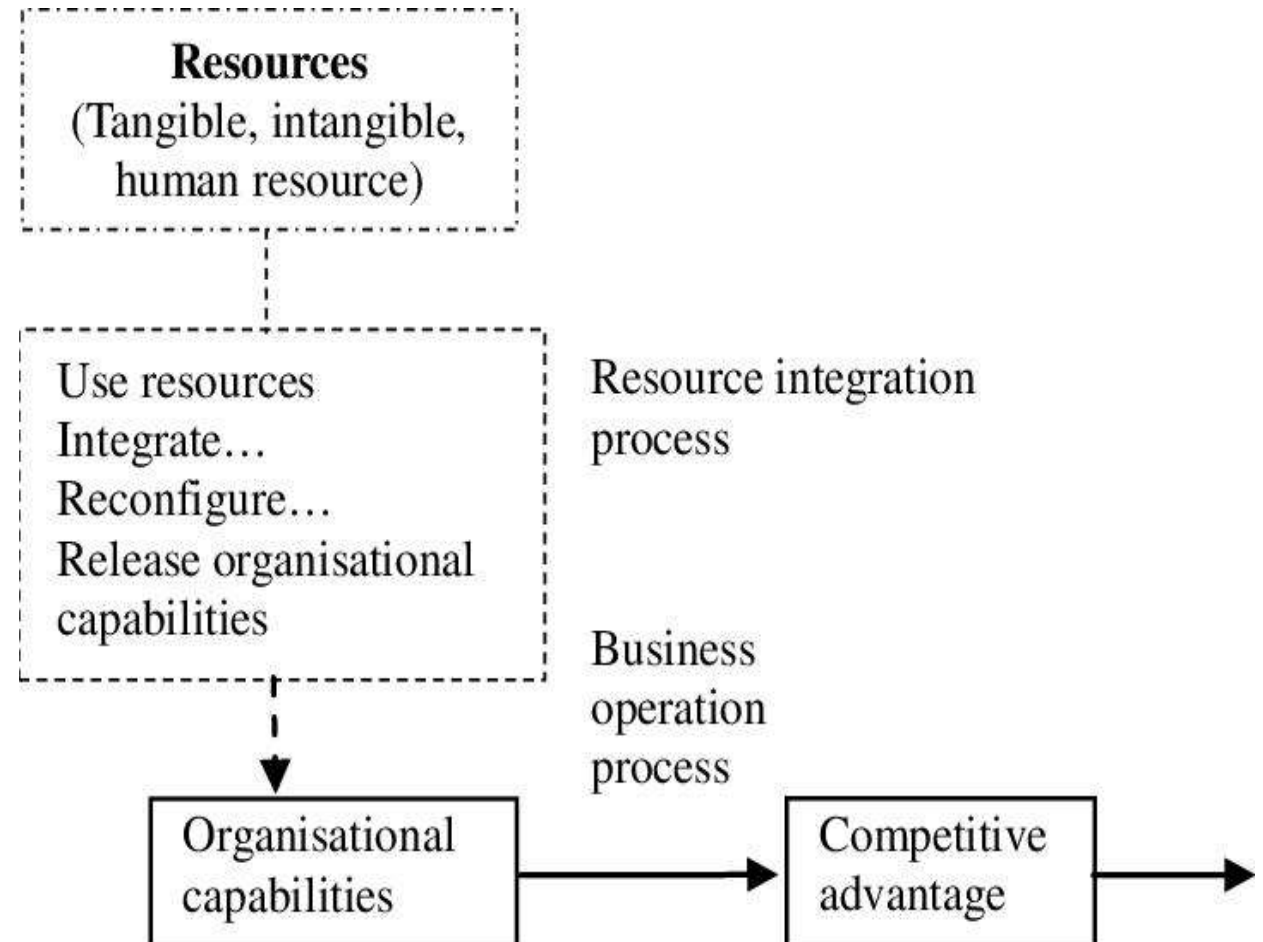 Resources
(Tangible, intangible,
human resource)
Use resources
Integrate…
Reconfigure…
Release organisational
capabilities
Resource integration
process
Business
operation
process
Organisational
capabilities
Competitive
advantage